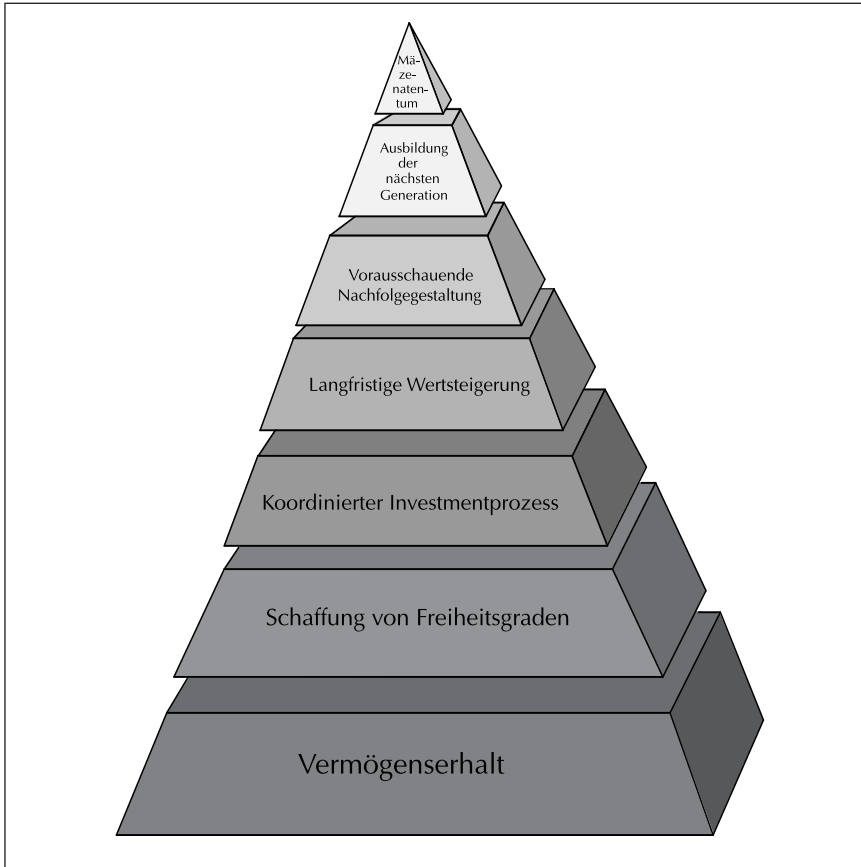 Mä-
ze-
naten-
tum
Ausbildung
der
nächsten
Generation
Vorausschauende
Nachfolgegestaltung
Langfristige Wertsteigerung
Koordinierter Investmentprozess
Schaffung von Freiheitsgraden
Vermögenserhalt